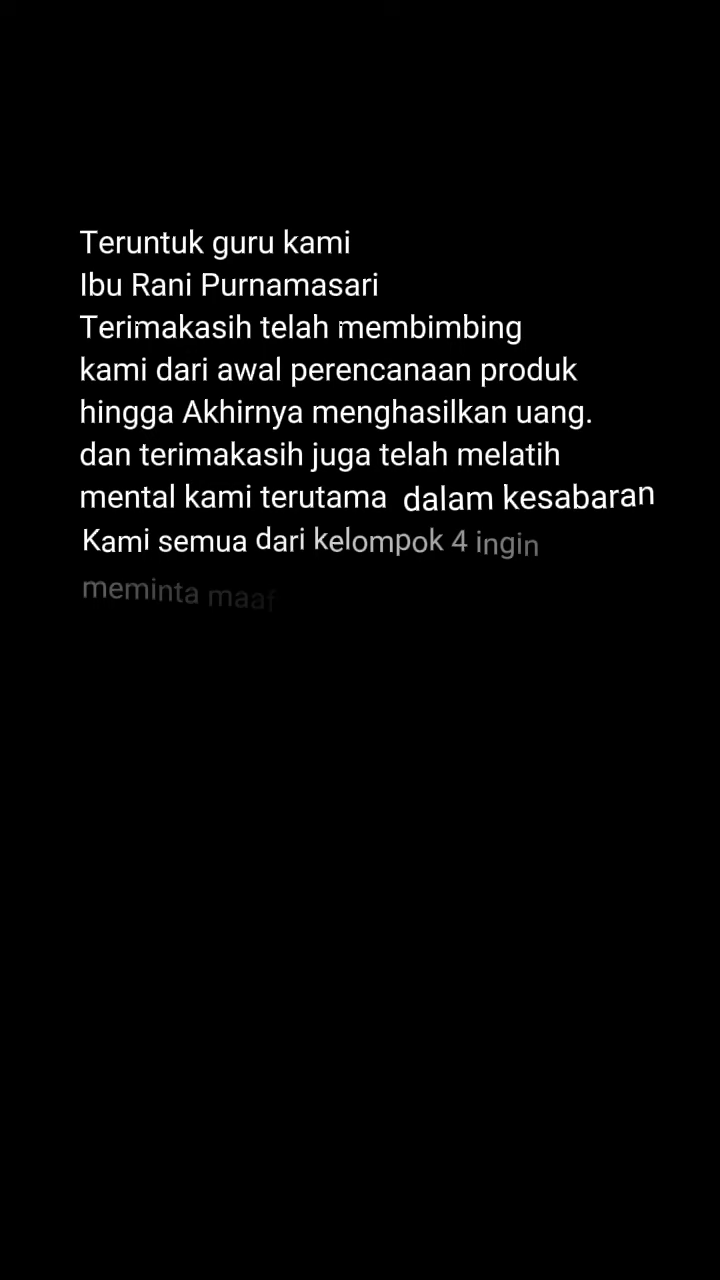 Teruntuk guru kami
Ibu Rani Purnamasari
Terimakasih telah membimbing
kami dari awal perencanaan produk
hingga Akhirnya menghasilkan uang.
dan terimakasih juga telah melatih
mental kami terutama dalam kesabaran
Kami semua dari kelompok 4 ingin
meminta maaf